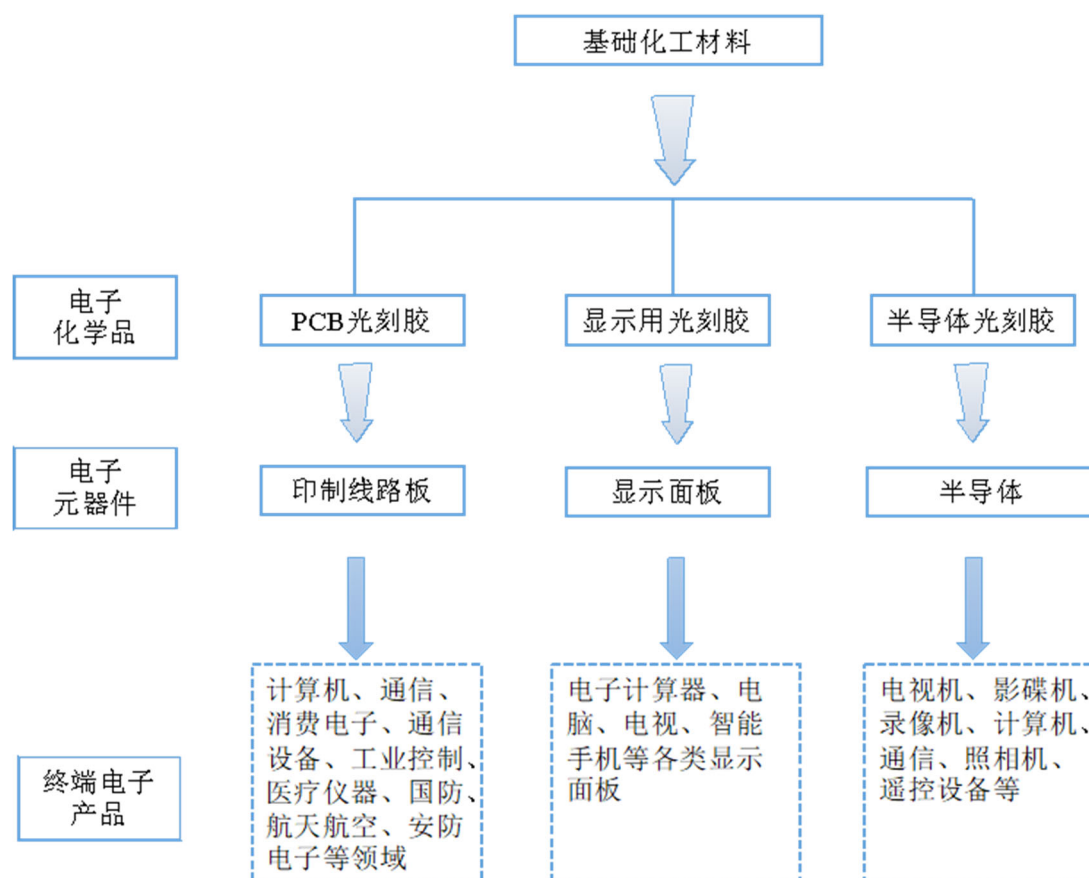 基础化工材料
电子
化学品
PCB光刻胶
显示用光刻胶
半导体光刻胶
电子
元器件
印制线路板
显示面板
半导体
终端电子
产品
计算机、通信、
消费电子、通信
设备、工业控制、
医疗仪器、国防、
航天航空、安防
电子等领域
电子计算器、电
脑、电视、智能
手机等各类显示
面板
电视机、影碟机、
录像机、计算机、
通信、照相机、
遥控设备等